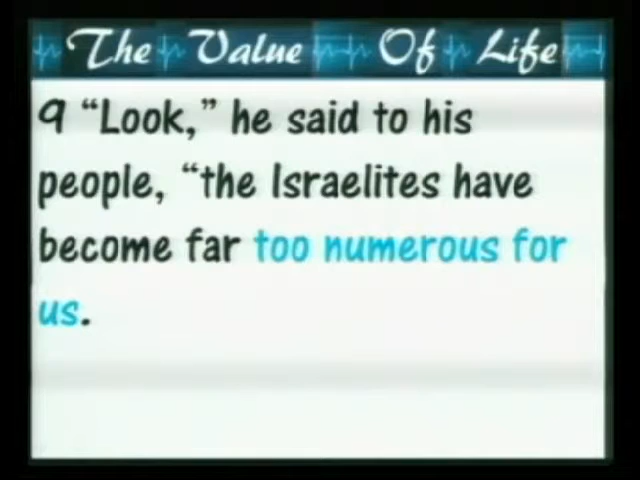 The Value Of Life
9 “Look,” he said to his
people, “the Israelites have
become far too numerous for
us.